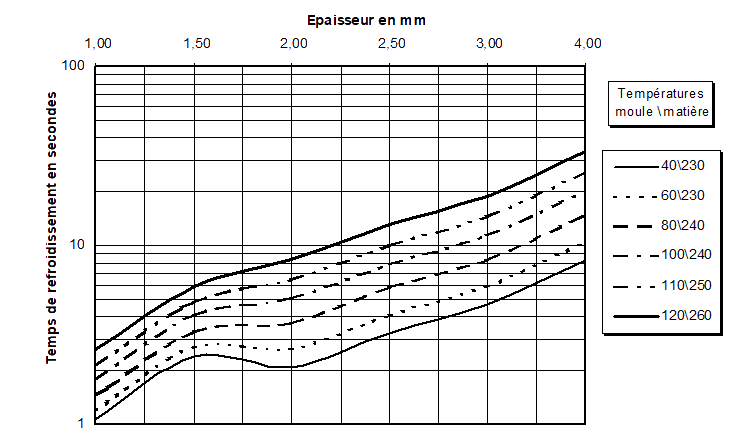 Epaisseur en mm
1,00 1,50 2,00 2,50 3,00 4,00
100
10
1
Temps de refroidissement en secondes
Températures
moule \ matière
40\230
60\230
80\240
100\240
110\250
120\260